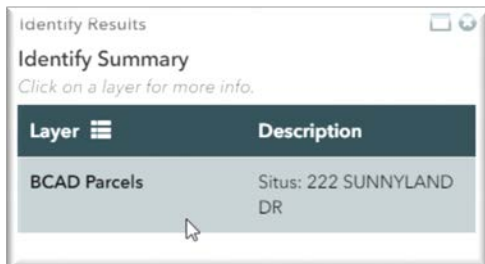 Identify Results
Identify Summary
Click on a layer for more info.
Layer Description
BCAD Parcels Situs: 222 SUNNYLAND
DR